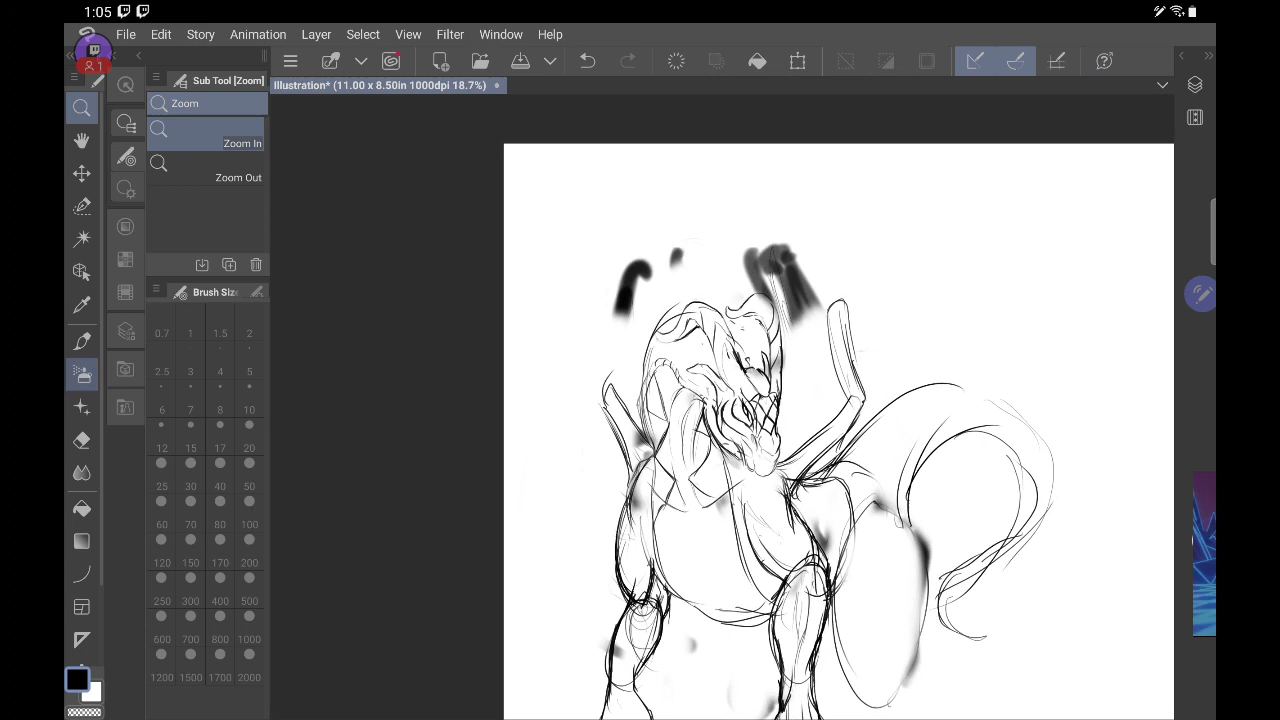 1:05
File Edit Story Animation Layer Select View Filter Window Help
1
Sub Tool [Zoom]
Illustration* (11.00 x 8.50in 1000dpi 18.7%)
Zoom
Zoom In
Zoom Out
Brush Siz
0.7 1 1.5 2
2.5 3 4 5
6 7 8 10
12 15 17 20
25 30 40 50
60 70 80 100
120 150 170 200
250 300 400 500
600 700 800 1000
1200 1500 1700 2000